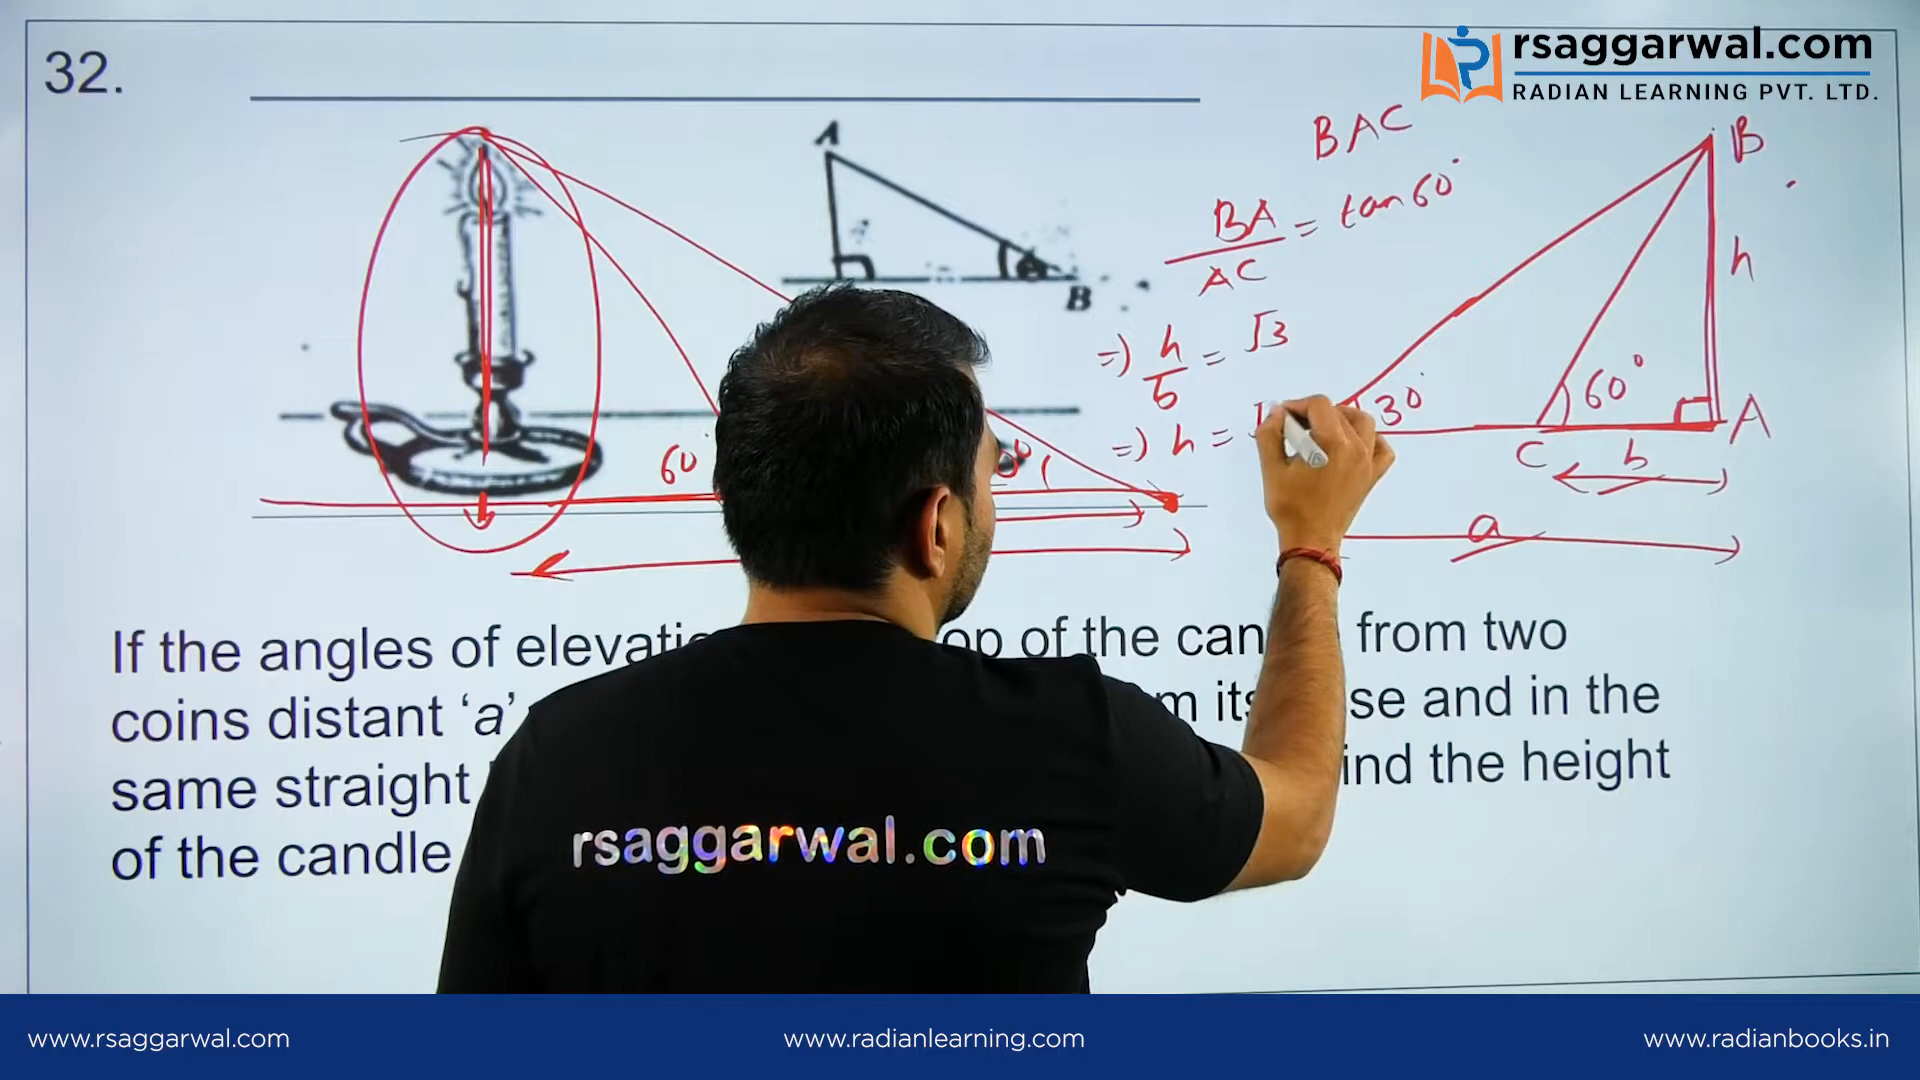 32.
rsaggarwal.com
RADIAN LEARNING PVT. LTD.
A
B
60°
BAC
BA/AC = tan 60°
=) h/b = √3
=) h =
B
h
30°
60°
A
C
b
a
If the angles of op of the can from two
coins distant ‘a’ its se and in the
same straight ind the height
of the candle
rsaggarwal.com
www.rsaggarwal.com
www.radianlearning.com
www.radianbooks.in